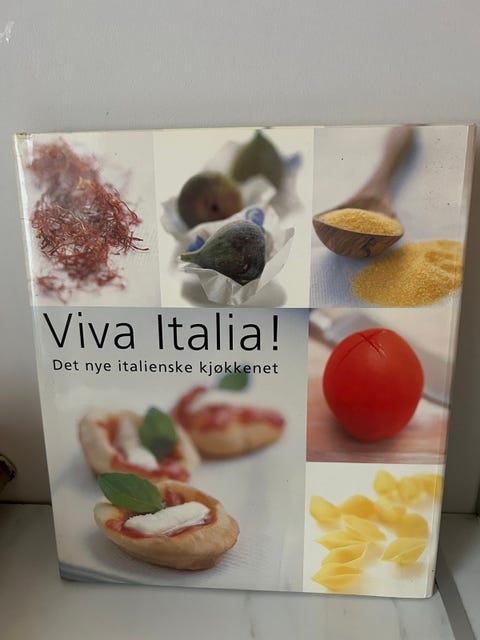 Viva Italia!
Det nye italienske kjøkkenet